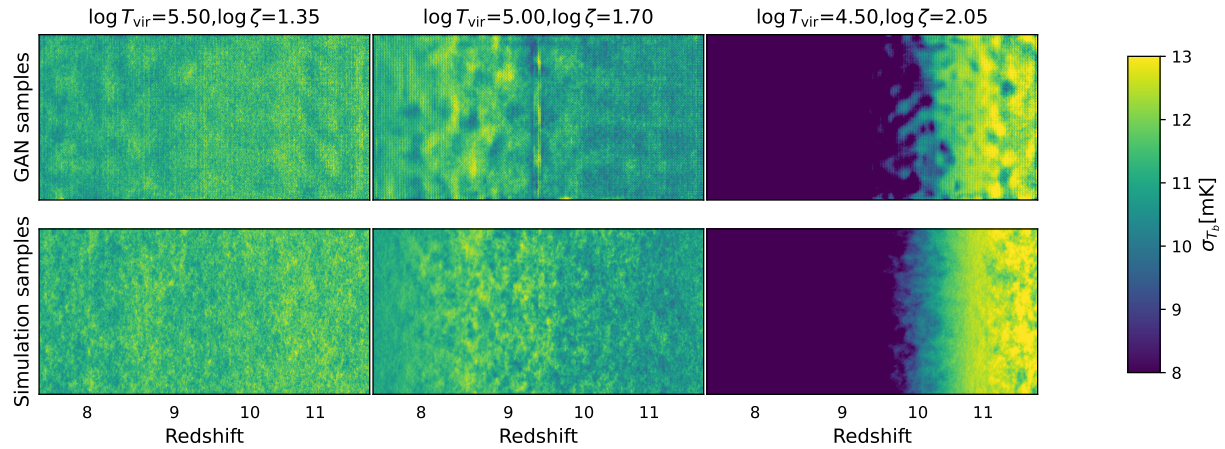 log T_vir=5.50,log ζ=1.35
log T_vir=5.00,log ζ=1.70
log T_vir=4.50,log ζ=2.05
GAN samples
Simulation samples
8 9 10 11
8 9 10 11
8 9 10 11
Redshift
Redshift
Redshift
13
12
11
10
9
8
σ_T_b [mK]